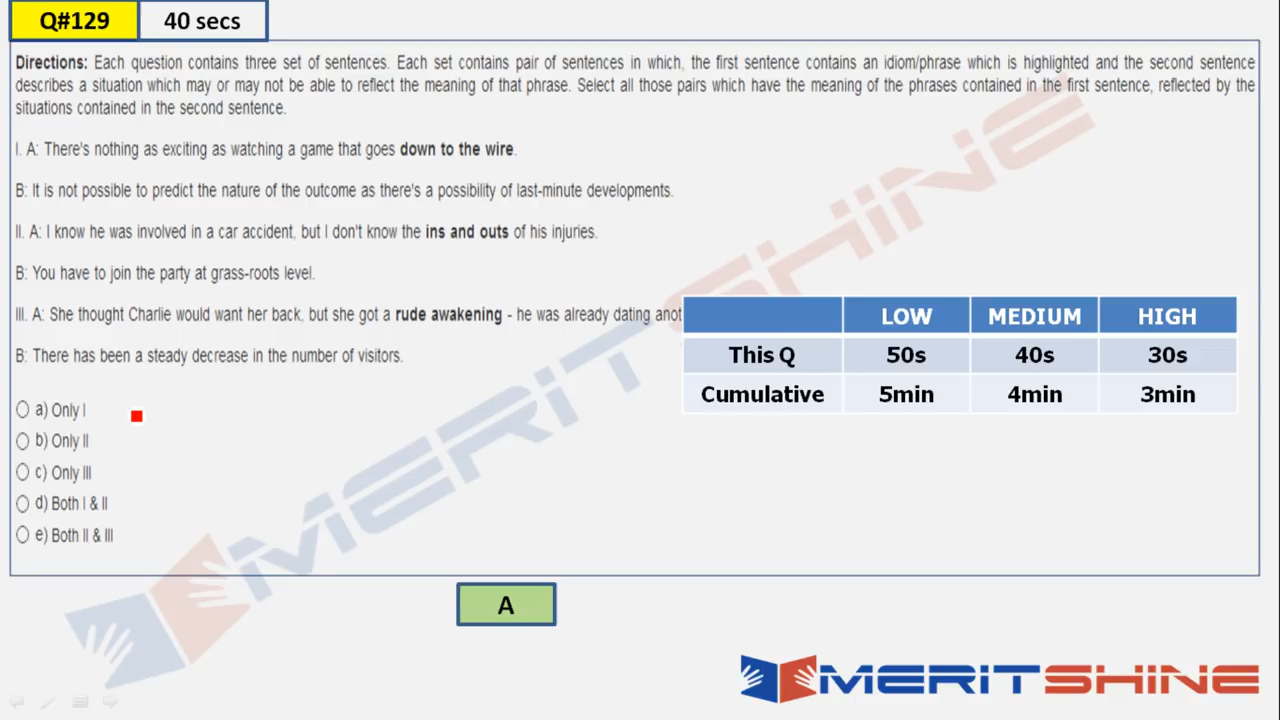 Q#129 40 secs
Directions: Each question contains three set of sentences. Each set contains pair of sentences in which, the first sentence contains an idiom/phrase which is highlighted and the second sentence
describes a situation which may or may not be able to reflect the meaning of that phrase. Select all those pairs which have the meaning of the phrases contained in the first sentence, reflected by the
situations contained in the second sentence.
I. A: There's nothing as exciting as watching a game that goes down to the wire.
B: It is not possible to predict the nature of the outcome as there's a possibility of last-minute developments.
II. A: I know he was involved in a car accident, but I don't know the ins and outs of his injuries.
B: You have to join the party at grass-roots level.
III. A: She thought Charlie would want her back, but she got a rude awakening - he was already dating anot
B: There has been a steady decrease in the number of visitors.
LOW MEDIUM HIGH
This Q 50s 40s 30s
Cumulative 5min 4min 3min
a) Only I
b) Only II
c) Only III
d) Both I & II
e) Both II & III
A
MERITSHINE
MERITSHINE